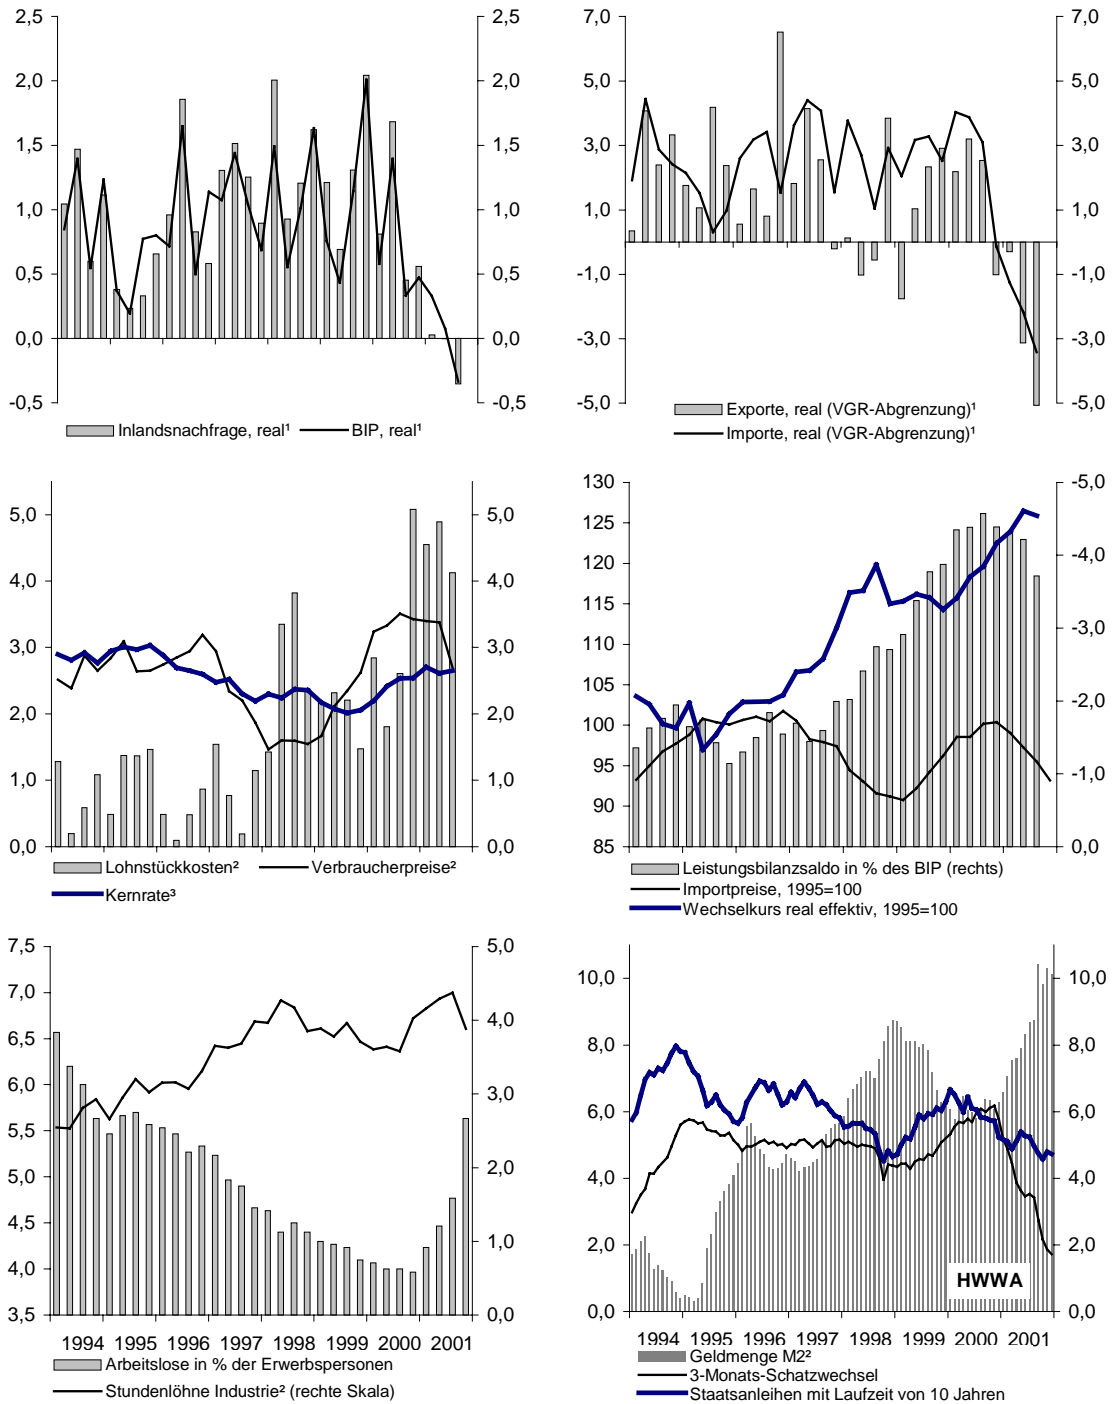 2,5 2,5
2,0 2,0
1,5 1,5
1,0 1,0
0,5 0,5
0,0 0,0
-0,5 -0,5
Inlandsnachfrage, real¹ BIP, real¹
7,0 7,0
5,0 5,0
3,0 3,0
1,0 1,0
-1,0 -1,0
-3,0 -3,0
-5,0 -5,0
Exporte, real (VGR-Abgrenzung)¹
Importe, real (VGR-Abgrenzung)¹
5,0 5,0
4,0 4,0
3,0 3,0
2,0 2,0
1,0 1,0
0,0 0,0
Lohnstückkosten² Verbraucherpreise²
Kernrate³
130 -5,0
125
120 -4,0
115
110 -3,0
105
100 -2,0
95
90 -1,0
85 0,0
Leistungsbilanzsaldo in % des BIP (rechts)
Importpreise, 1995=100
Wechselkurs real effektiv, 1995=100
7,5 5,0
7,0
6,5 4,0
6,0
5,5 3,0
5,0 2,0
4,5
4,0 1,0
3,5 0,0
1994 1995 1996 1997 1998 1999 2000 2001
Arbeitslose in % der Erwerbspersonen
Stundenlöhne Industrie² (rechte Skala)
10,0 10,0
8,0 8,0
6,0 6,0
4,0 4,0
2,0 2,0
HWWA
0,0 0,0
1994 1995 1996 1997 1998 1999 2000 2001
Geldmenge M2²
3-Monats-Schatzwechsel
Staatsanleihen mit Laufzeit von 10 Jahren